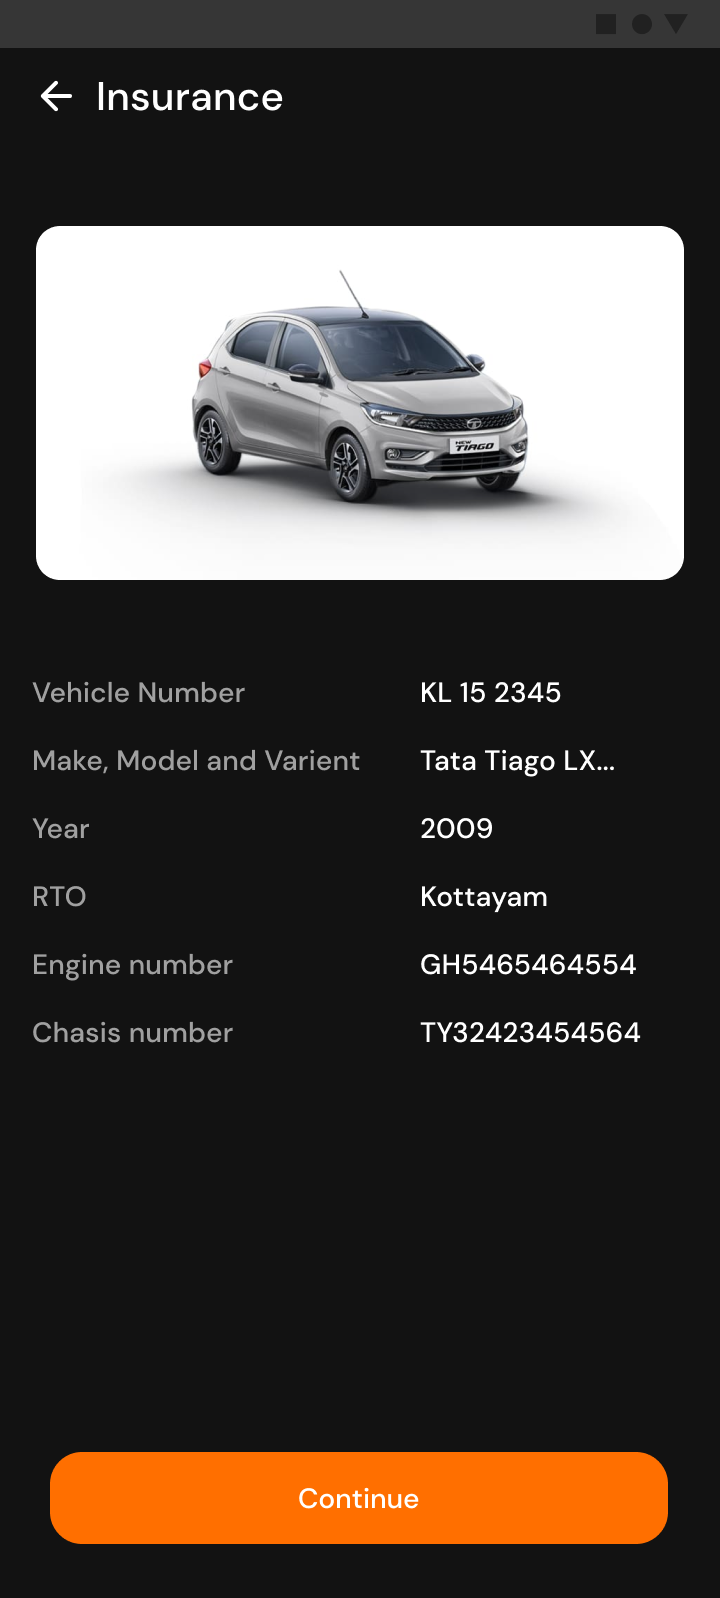 Insurance
NEW
TIAGO
Vehicle Number KL 15 2345
Make, Model and Varient Tata Tiago LX...
Year 2009
RTO Kottayam
Engine number GH5465464554
Chasis number TY32423454564
Continue